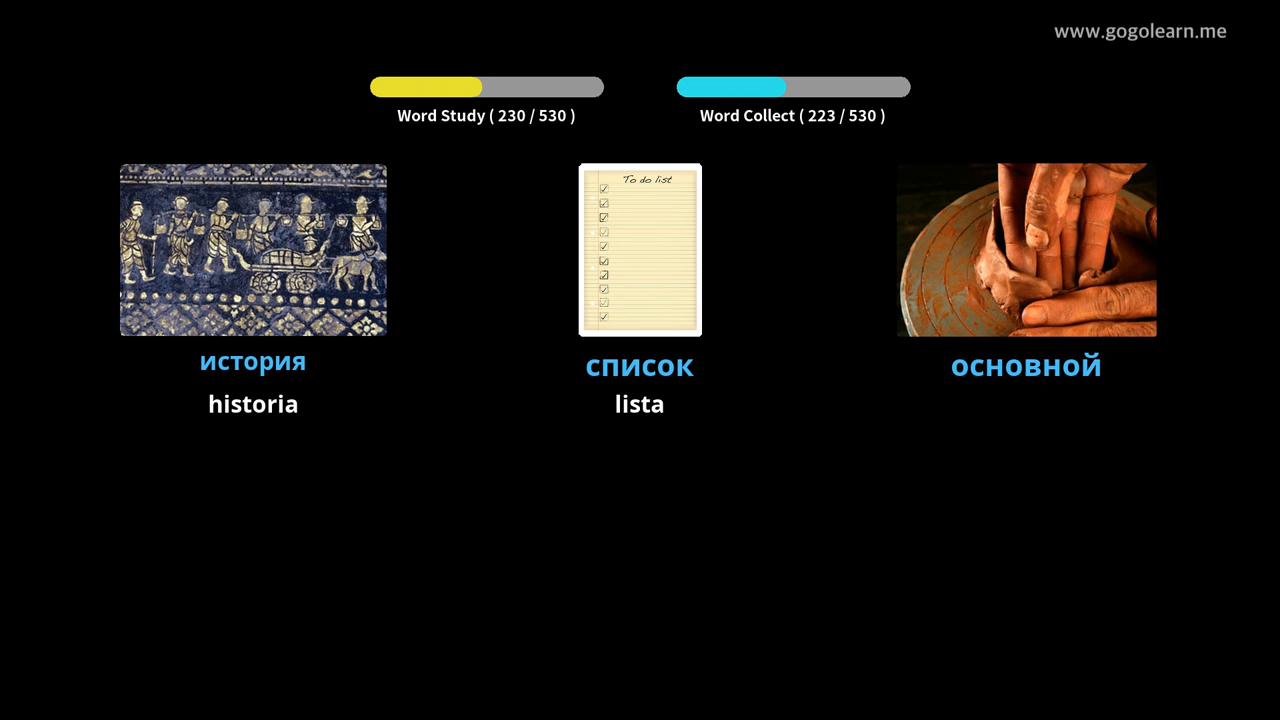 www.gogolearn.me
Word Study ( 230 / 530 )
Word Collect ( 223 / 530 )
To do list
история
список
основной
historia
lista